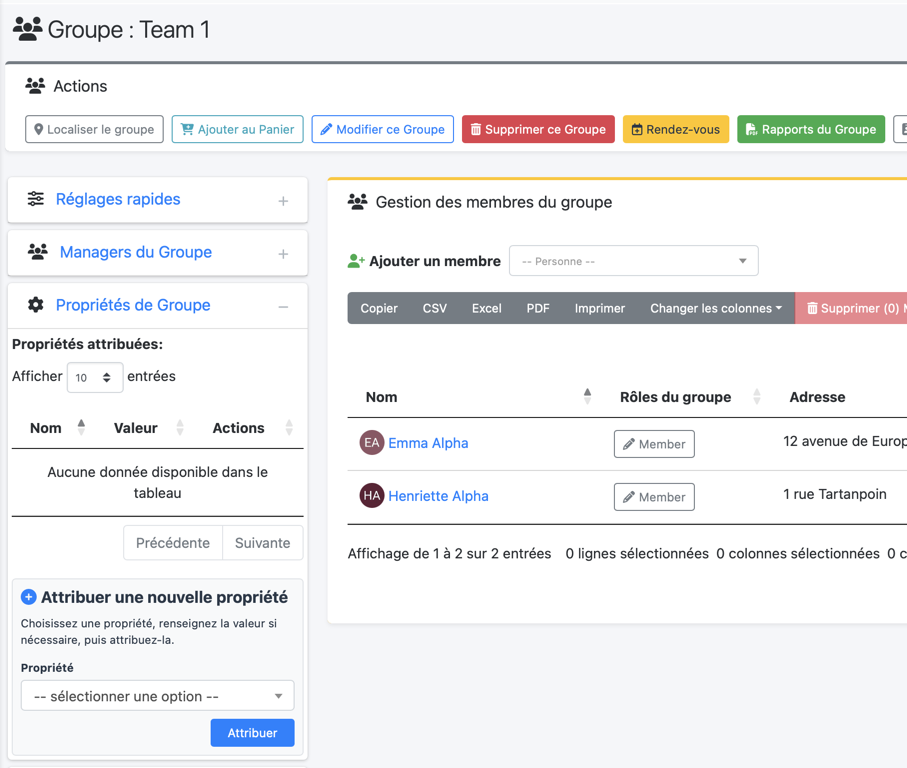 Groupe : Team 1
Actions
Localiser le groupe
Ajouter au Panier
Modifier ce Groupe
Supprimer ce Groupe
Rendez-vous
Rapports du Groupe
Réglages rapides
Managers du Groupe
Propriétés de Groupe
Propriétés attribuées:
Afficher 10 entrées
Nom Valeur Actions
Aucune donnée disponible dans le
tableau
Précédente Suivante
Attribuer une nouvelle propriété
Choisissez une propriété, renseignez la valeur si
nécessaire, puis attribuez-la.
Propriété
-- sélectionner une option --
Attribuer
Gestion des membres du groupe
Ajouter un membre -- Personne --
Copier CSV Excel PDF Imprimer Changer les colonnes Supprimer (0)
Nom Rôles du groupe Adresse
EA Emma Alpha Member 12 avenue de
HA Henriette Alpha Member 1 rue Tartanpoin
Affichage de 1 à 2 sur 2 entrées 0 lignes sélectionnées 0 colonnes sélectionnées 0